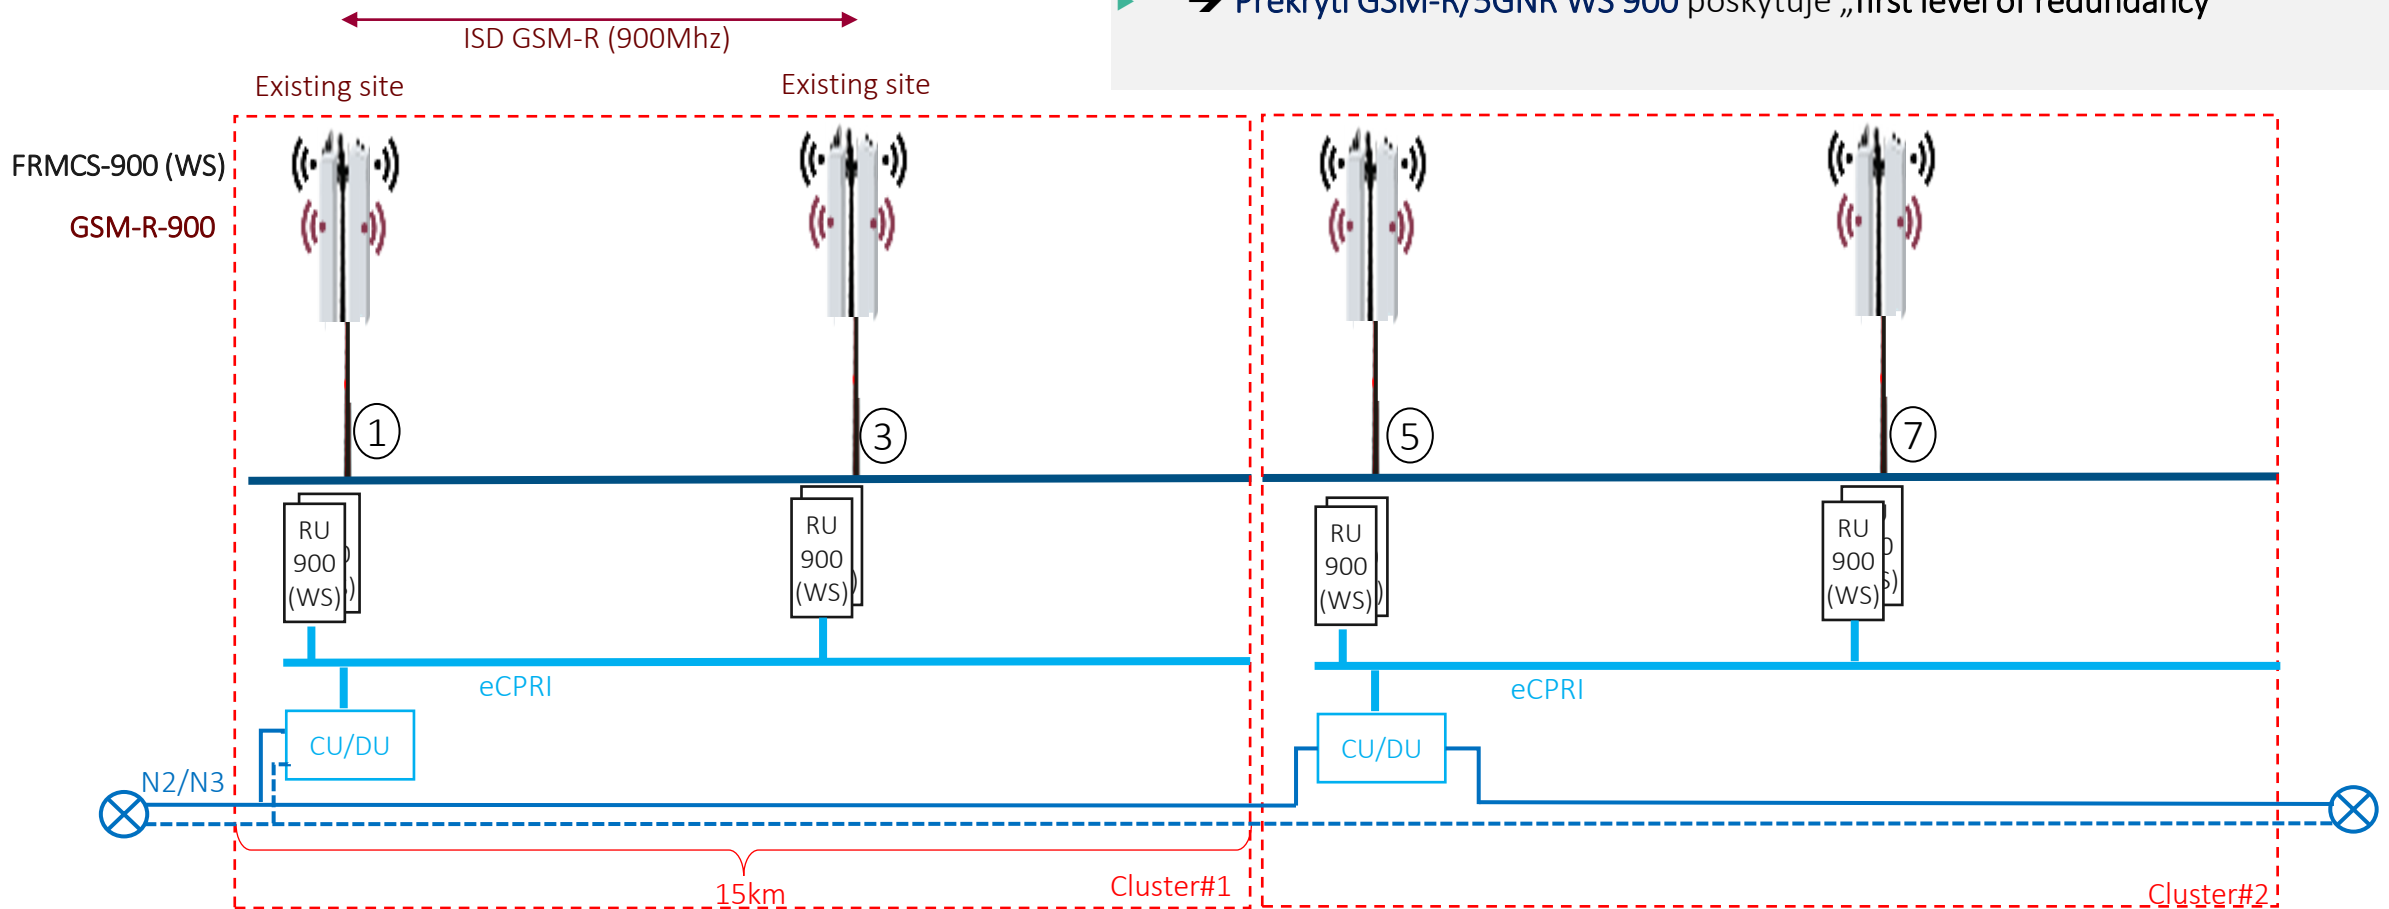 ➔ Překrytí GSM-R/5GNR WS 900 poskytuje „first level of redundancy
ISD GSM-R (900Mhz)
Existing site
Existing site
FRMCS-900 (WS)
GSM-R-900
1
3
5
7
RU
900
(WS)
RU
900
(WS)
RU
900
(WS)
RU
900
(WS)
eCPRI
eCPRI
CU/DU
CU/DU
N2/N3
15km
Cluster#1
Cluster#2